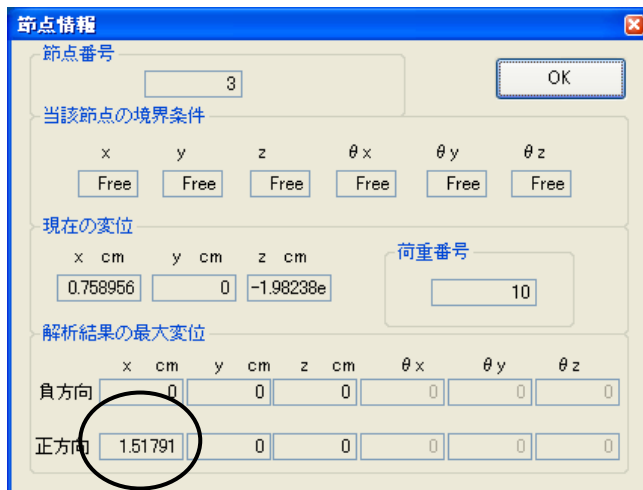 節点情報
節点番号
3
OK
当該節点の境界条件
x y z θx θy θz
Free Free Free Free Free Free
現在の変位
x cm y cm z cm
0.758956 0 -1.98238e
荷重番号
10
解析結果の最大変位
x cm y cm z cm θx θy θz
負方向 0 0 0 0 0 0
正方向 1.51791 0 0 0 0 0